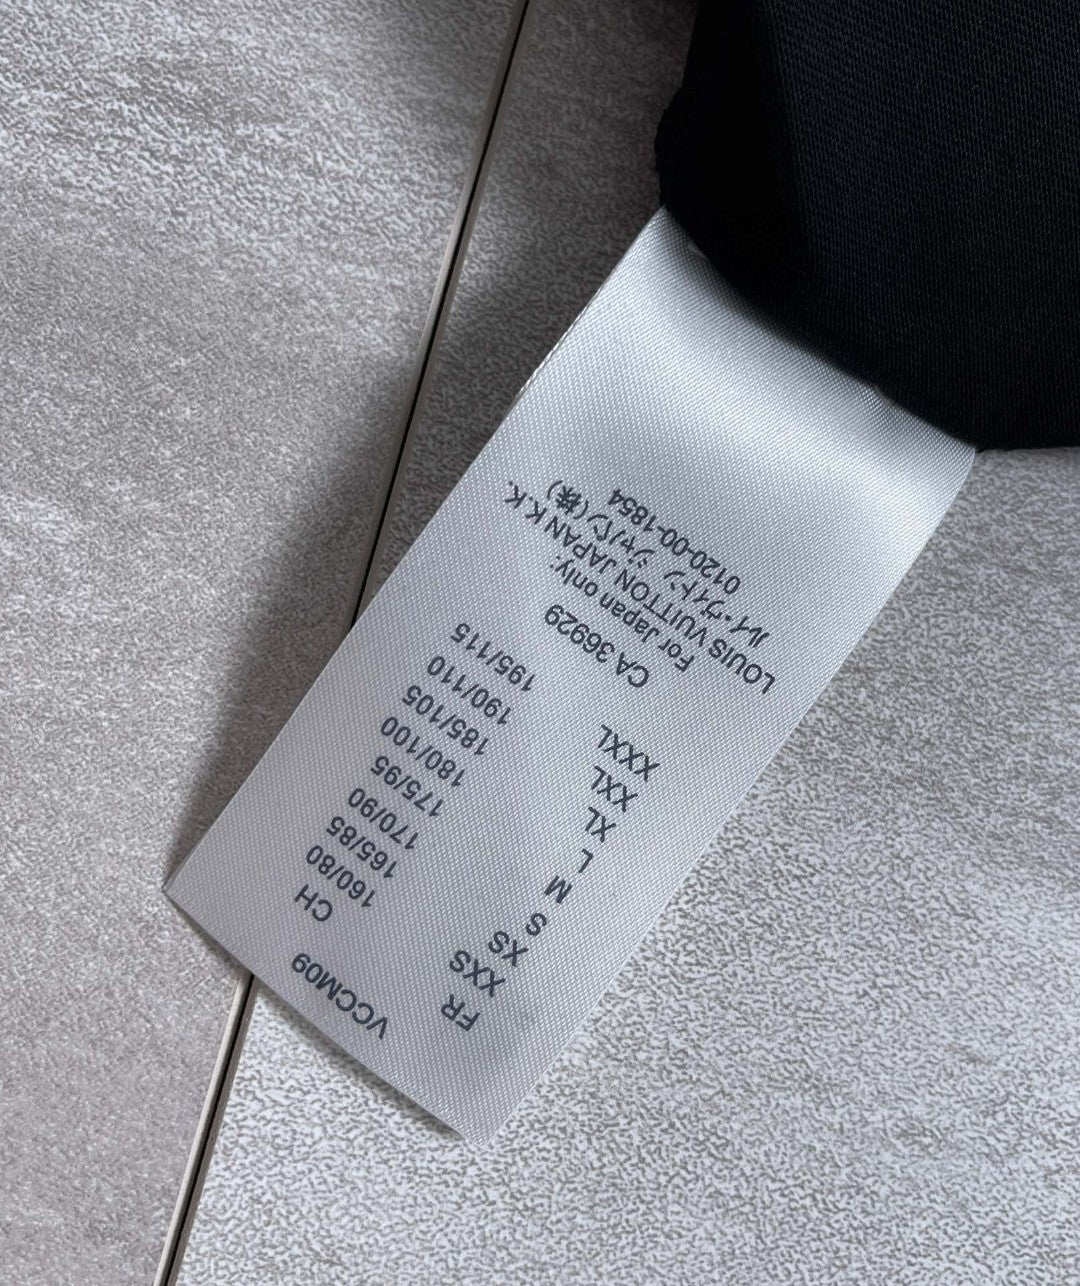 VCCM09
FR CH
XXS 160/80
XS 165/85
S 170/90
M 175/95
L 180/100
XL 185/105
XXL 190/110
XXXL 195/115
CA 36929
For Japan only:
LOUIS VUITTON JAPAN K.K.
ルイ・ヴィトン ジャパン(株)
0120-00-1854